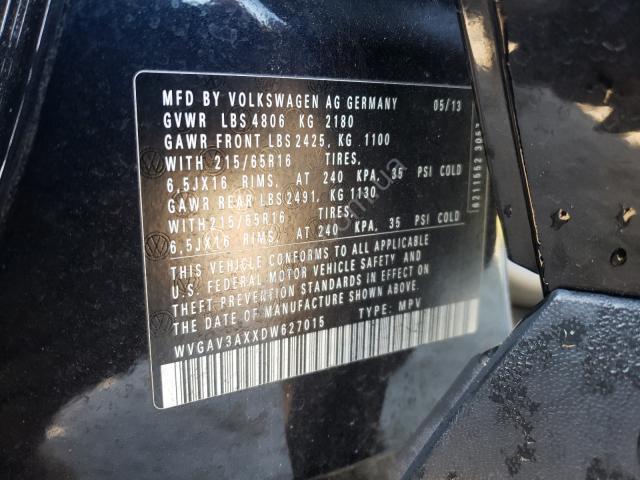 MFD BY VOLKSWAGEN AG GERMANY 05/13
GVWR LBS 4806 KG 2180
GAWR FRONT LBS 2425, KG 1100
WITH 215/65R16 TIRES,
6,5JX16 RIMS, AT 240 KPA, 35 PSI COLD
GAWR REAR LBS 2491, KG 1130
WITH 215/65R16 TIRES,
6,5JX16 RIMS, AT 240 KPA, 35 PSI COLD
THIS VEHICLE CONFORMS TO ALL APPLICABLE
U.S. FEDERAL MOTOR VEHICLE SAFETY AND
THEFT PREVENTION STANDARDS IN EFFECT ON
THE DATE OF MANUFACTURE SHOWN ABOVE.
WVGAV3AXXDW627015 TYPE: MPV